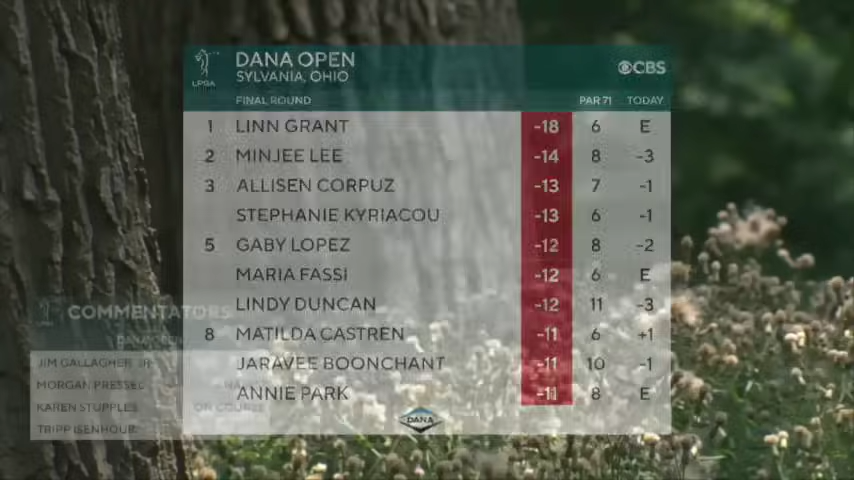 DANA OPEN
SYLVANIA, OHIO
LPGA
CBS
FINAL ROUND PAR 71 TODAY
1 LINN GRANT -18 6 E
2 MINJEE LEE -14 8 -3
3 ALLISEN CORPUZ -13 7 -1
STEPHANIE KYRIACOU -13 6 -1
5 GABY LOPEZ -12 8 -2
MARIA FASSI -12 6 E
LINDY DUNCAN -12 11 -3
8 MATILDA CASTREN -11 6 +1
JARAVEE BOONCHANT -11 10 -1
ANNIE PARK -11 8 E
DANA
COMMENTATORS
DANA OPEN
JIM GALLAGHER JR
MORGAN PRESSEL
KAREN STUPPLES
ON COURSE
TRIPP ISENHOUR